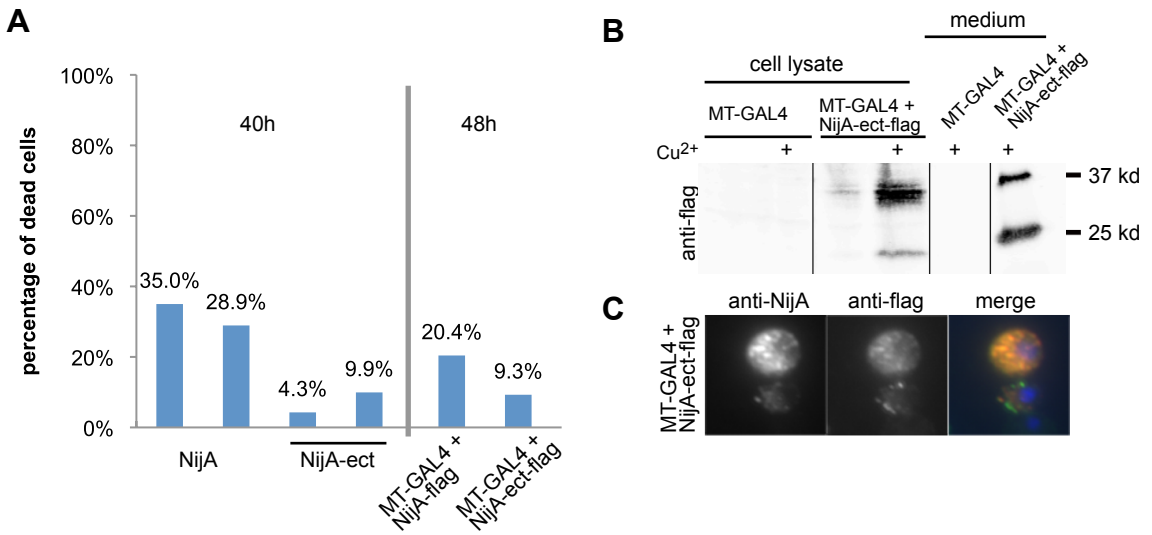 A
percentage of dead cells
100%
80%
60%
40%
20%
0%
40h
48h
35.0%
28.9%
4.3%
9.9%
20.4%
9.3%
NijA
NijA-ect
MT-GAL4 +
NijA-flag
MT-GAL4 +
NijA-ect-flag
B
medium
cell lysate
MT-GAL4
MT-GAL4 +
NijA-ect-flag
MT-GAL4
MT-GAL4 +
NijA-ect-flag
Cu2+ + + + +
anti-flag
37 kd
25 kd
C
anti-NijA anti-flag merge
MT-GAL4 +
NijA-ect-flag